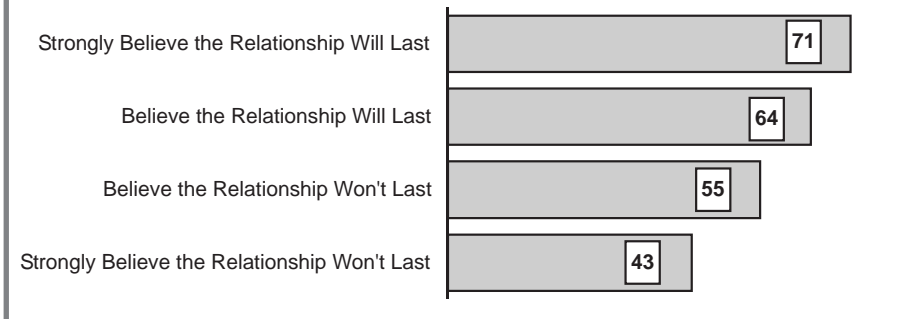 Strongly Believe the Relationship Will Last 71
Believe the Relationship Will Last 64
Believe the Relationship Won't Last 55
Strongly Believe the Relationship Won't Last 43